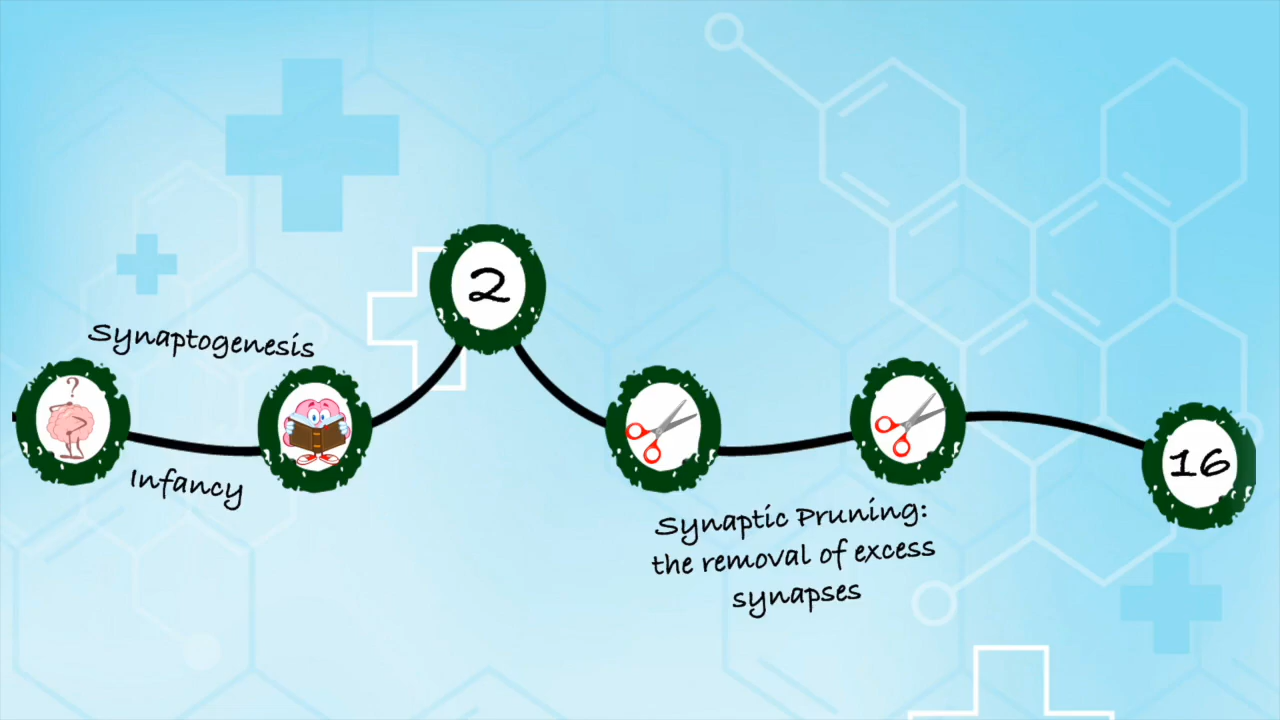 Synaptogenesis
Infancy
?
2
Synaptic Pruning:
the removal of excess
synapses
16